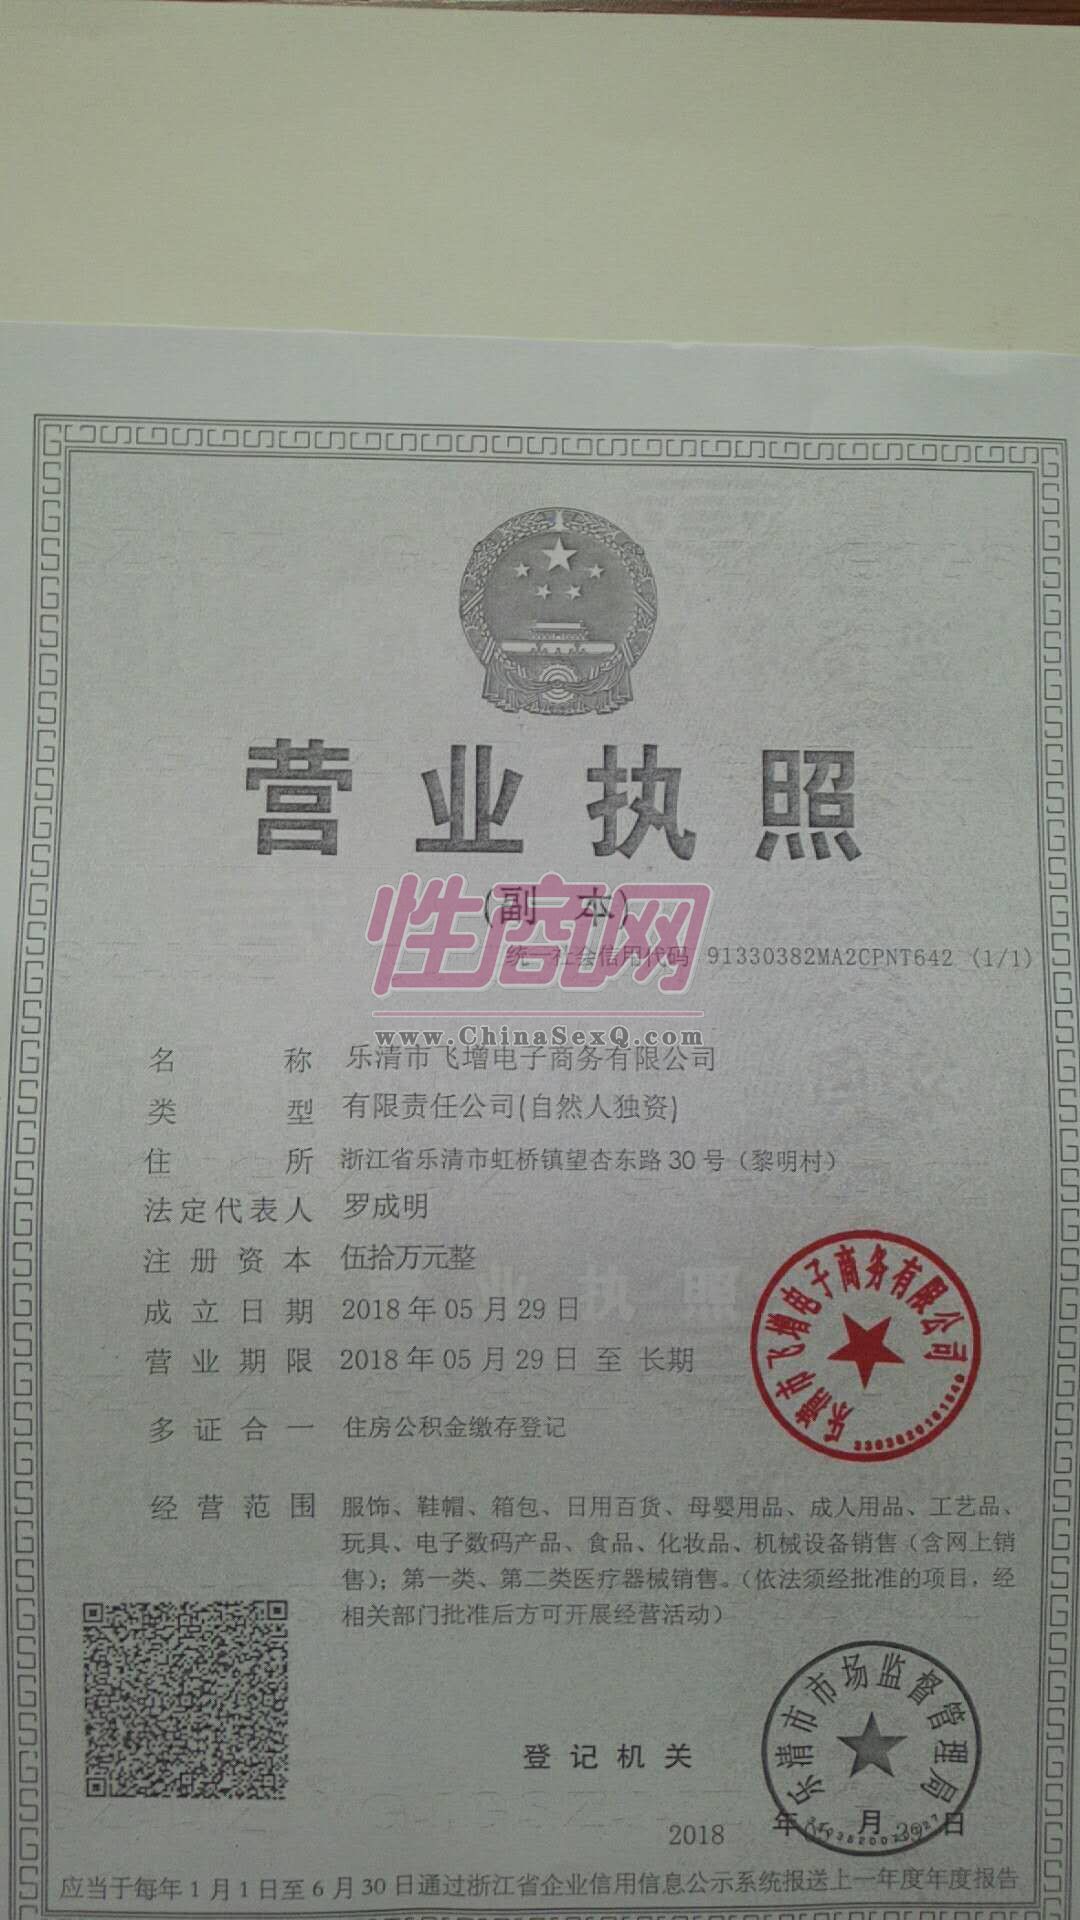 营业执照
(副 本)
性商网
统一社会信用代码 91330382MA2CPNT642 (1/1)
www.ChinaSexQ.com
名 称 乐清市飞增电子商务有限公司
类 型 有限责任公司(自然人独资)
住 所 浙江省乐清市虹桥镇望杏东路30号（黎明村）
法定代表人 罗成明
注册资本 伍拾万元整
成立日期 2018年05月29日
营业期限 2018年05月29日至长期
乐清市飞增电子商务有限公司
多证合一 住房公积金缴存登记
经营范围 服饰、鞋帽、箱包、日用百货、母婴用品、成人用品、工艺品、
玩具、电子数码产品、食品、化妆品、机械设备销售（含网上销
售）；第一类、第二类医疗器械销售。（依法须经批准的项目，经
相关部门批准后方可开展经营活动）
登记机关
乐清市市场监督管理局
2018 年 月 29 日
应当于每年1月1日至6月30日通过浙江省企业信用信息公示系统报送上一年度年度报告